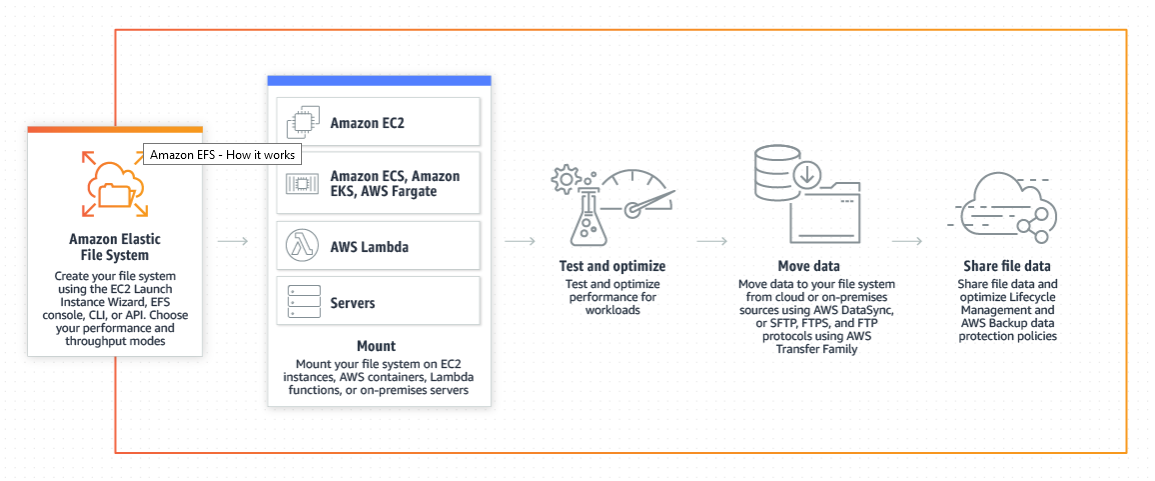 Amazon EFS - How it works
Amazon Elastic
File System
Create your file system
using the EC2 Launch
Instance Wizard, EFS
console, CLI, or API. Choose
your performance and
throughput modes
Amazon EC2
Amazon ECS, Amazon
EKS, AWS Fargate
AWS Lambda
Servers
Mount
Mount your file system on EC2
instances, AWS containers, Lambda
functions, or on-premises servers
Test and optimize
Test and optimize
performance for
workloads
Move data
Move data to your file system
from cloud or on-premises
sources using AWS DataSync,
or SFTP, FTPS, and FTP
protocols using AWS
Transfer Family
Share file data
Share file data and
optimize Lifecycle
Management and
AWS Backup data
protection policies